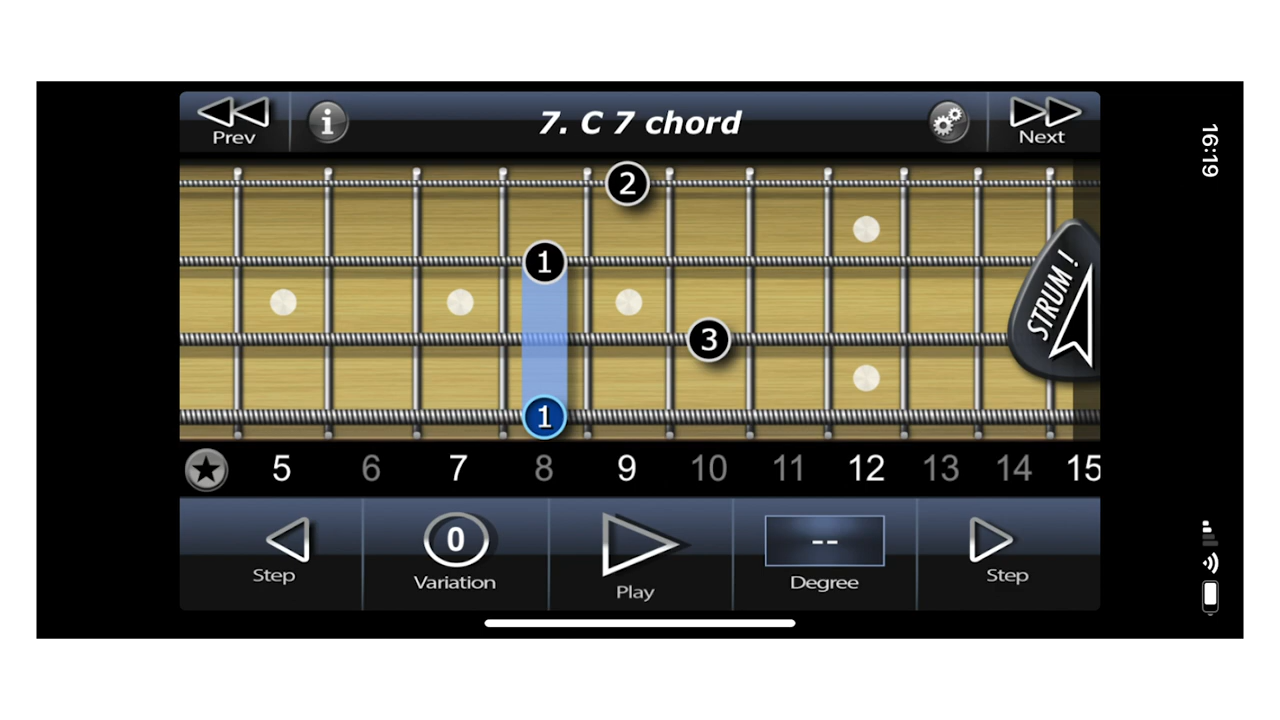 Prev
i
7. C 7 chord
Next
16:19
2
1
3
1
STRUM !
5 6 7 8 9 10 11 12 13 14 15
Step
0
Variation
Play
--
Degree
Step